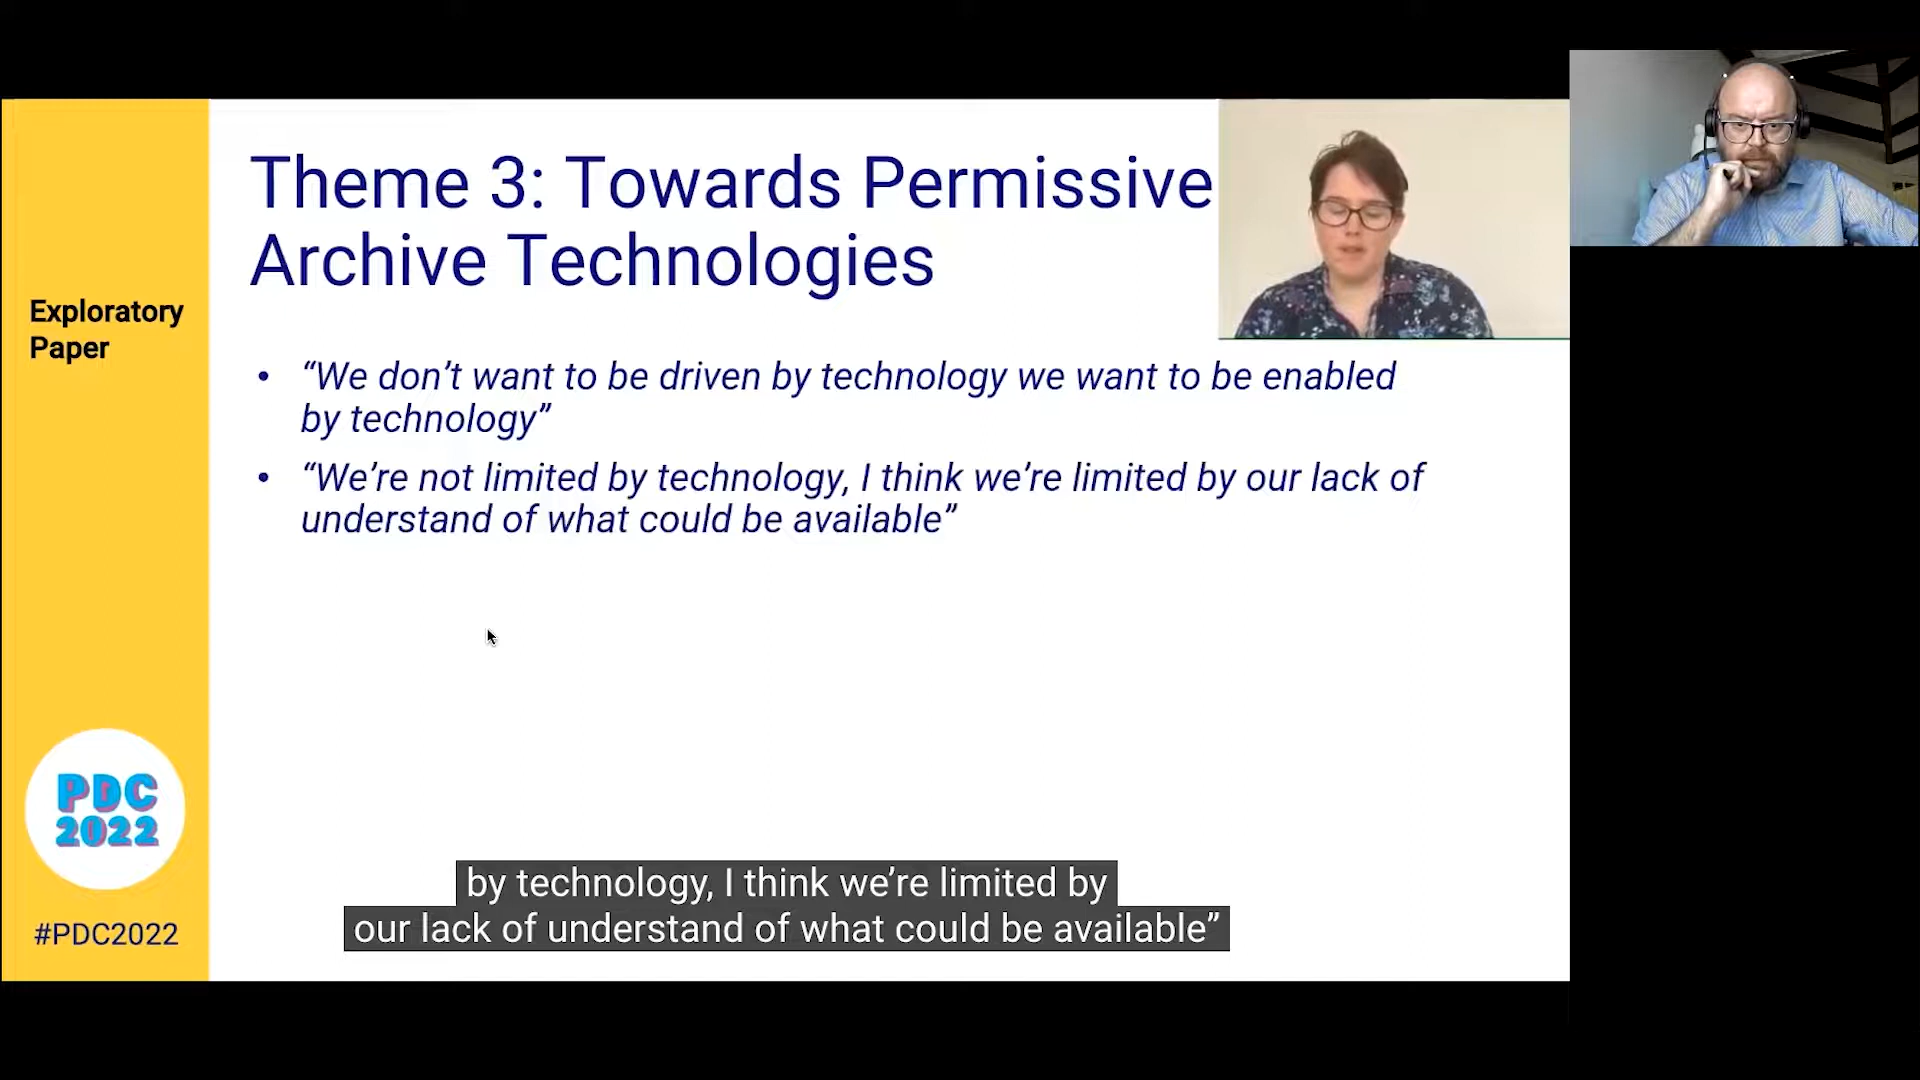 Theme 3: Towards Permissive
Archive Technologies
Exploratory
Paper
• “We don’t want to be driven by technology we want to be enabled
by technology”
• “We’re not limited by technology, I think we’re limited by our lack of
understand of what could be available”
PDC
2022
#PDC2022
by technology, I think we’re limited by
our lack of understand of what could be available”